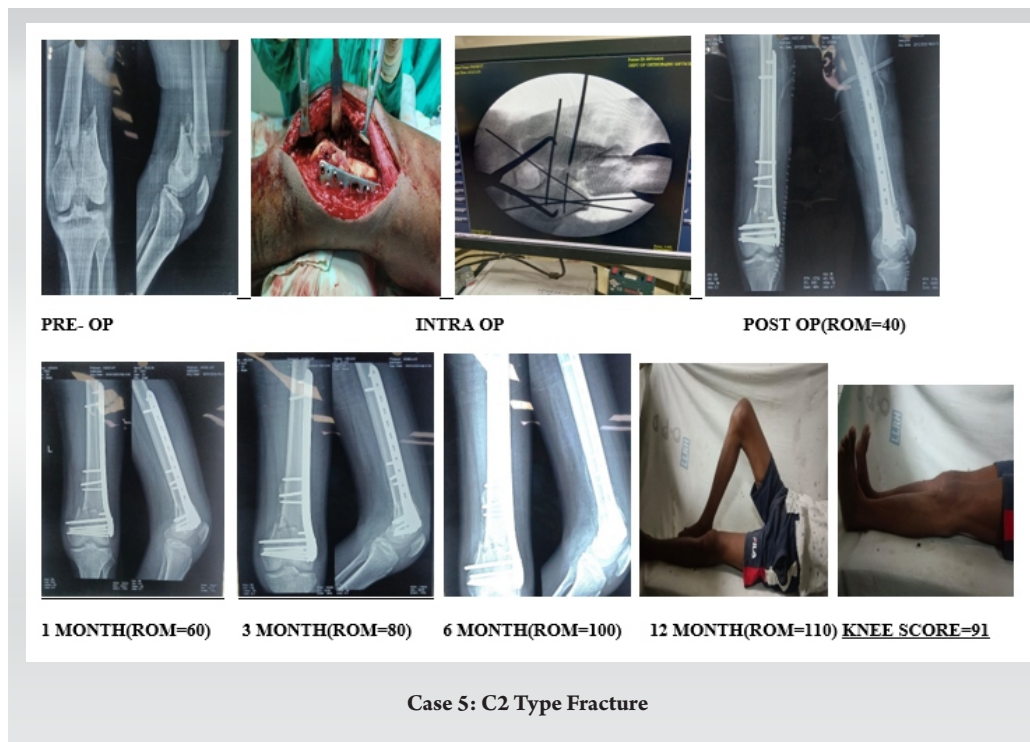 PRE- OP
INTRA OP
POST OP(ROM=40)
L
1 MONTH(ROM=60)
3 MONTH(ROM=80)
6 MONTH(ROM=100)
12 MONTH(ROM=110) KNEE SCORE=91
FILA
Case 5: C2 Type Fracture